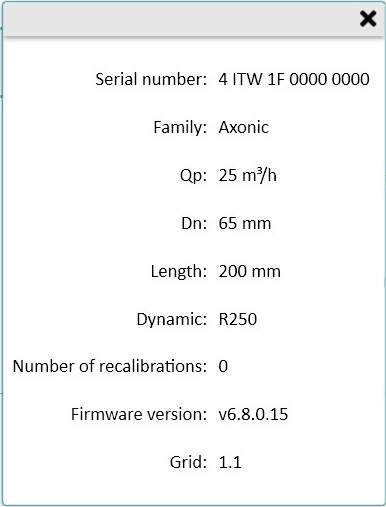 Serial number: 4 ITW 1F 0000 0000
Family: Axonic
Qp: 25 m³/h
Dn: 65 mm
Length: 200 mm
Dynamic: R250
Number of recalibrations: 0
Firmware version: v6.8.0.15
Grid: 1.1